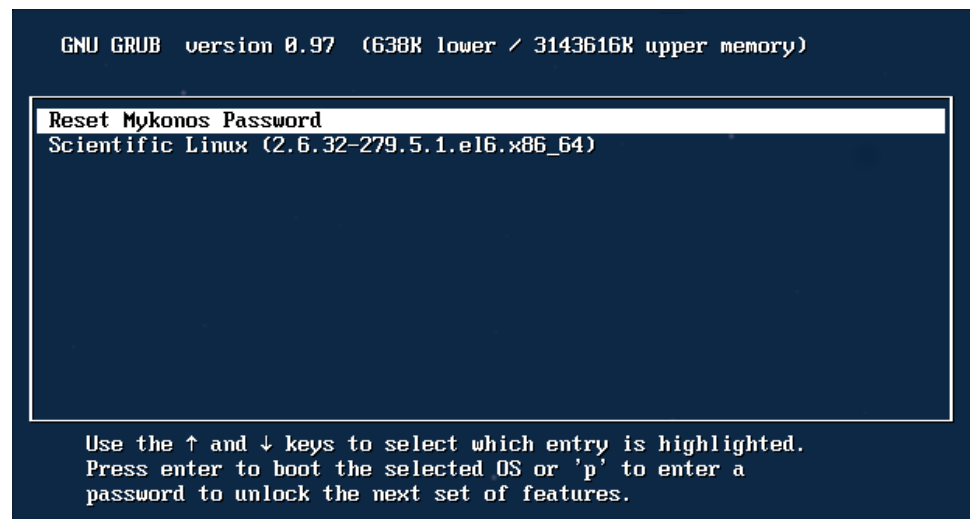 GNU GRUB  version 0.97  (638K lower / 3143616K upper memory)
Reset Mykonos Password
Scientific Linux (2.6.32-279.5.1.el6.x86_64)
Use the ↑ and ↓ keys to select which entry is highlighted.
Press enter to boot the selected OS or 'p' to enter a
password to unlock the next set of features.